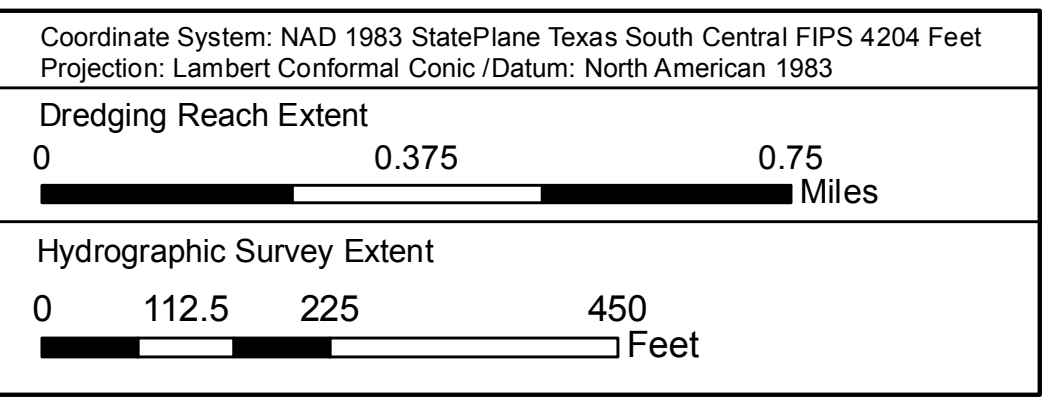 Coordinate System: NAD 1983 StatePlane Texas South Central FIPS 4204 Feet
Projection: Lambert Conformal Conic /Datum: North American 1983
Dredging Reach Extent
0 0.375 0.75
Miles
Hydrographic Survey Extent
0 112.5 225 450
Feet